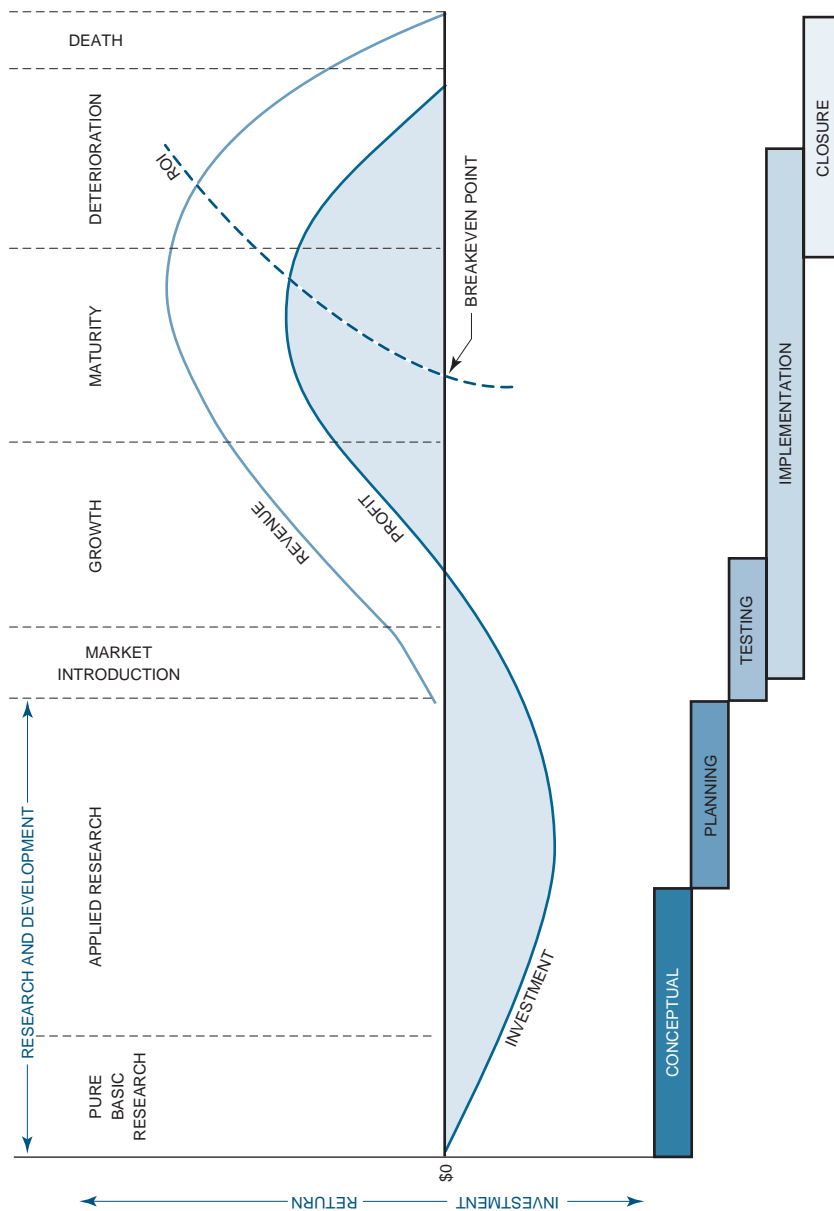 RESEARCH AND DEVELOPMENT
PURE
BASIC
RESEARCH
APPLIED RESEARCH
MARKET
INTRODUCTION
GROWTH
MATURITY
DETERIORATION
DEATH
RETURN
INVESTMENT
$0
REVENUE
PROFIT
ROI
BREAKEVEN POINT
INVESTMENT
CONCEPTUAL
PLANNING
TESTING
IMPLEMENTATION
CLOSURE